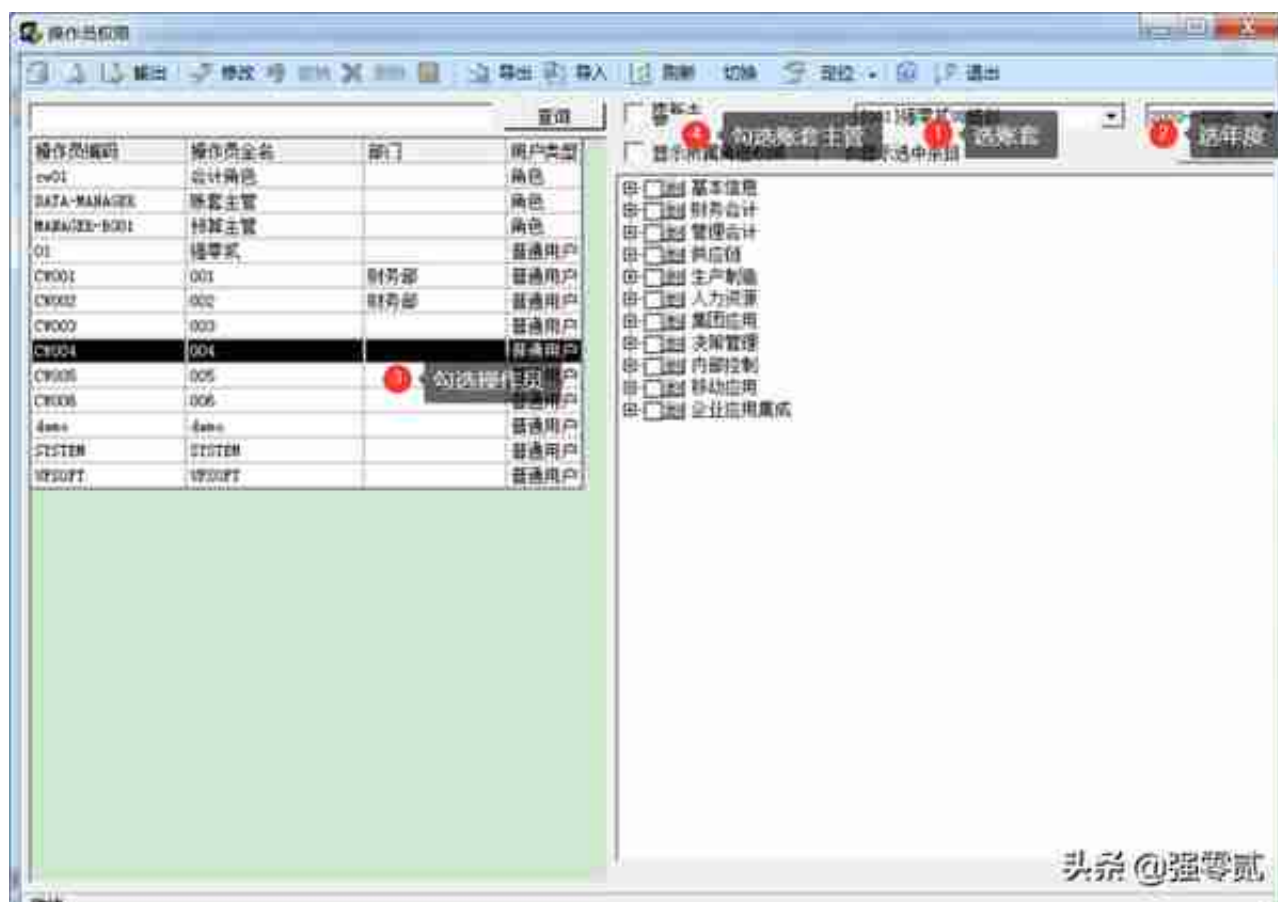 操作员权限
输出 修改 导出 导入 刷新 切换 定位 退出
查询
4 勾选账套主管 1 选账套 2 选年度
操作员编码 操作员全名 部门 用户类型
cw01 会计角色 角色
DATA-MANAGER 账套主管 角色
MANAGER-BG01 预算主管 角色
01 强零贰 普通用户
CW001 001 财务部 普通用户
CW002 002 财务部 普通用户
CW003 003 普通用户
CW004 004 普通用户
CW005 005
3 勾选操作员
CW006 006 普通用户
demo demo 普通用户
SYSTEM SYSTEM 普通用户
UFSOFT UFSOFT 普通用户
基本信息
财务会计
管理会计
供应链
生产制造
人力资源
集团应用
决策管理
内部控制
移动应用
企业应用集成
头条 @强零贰